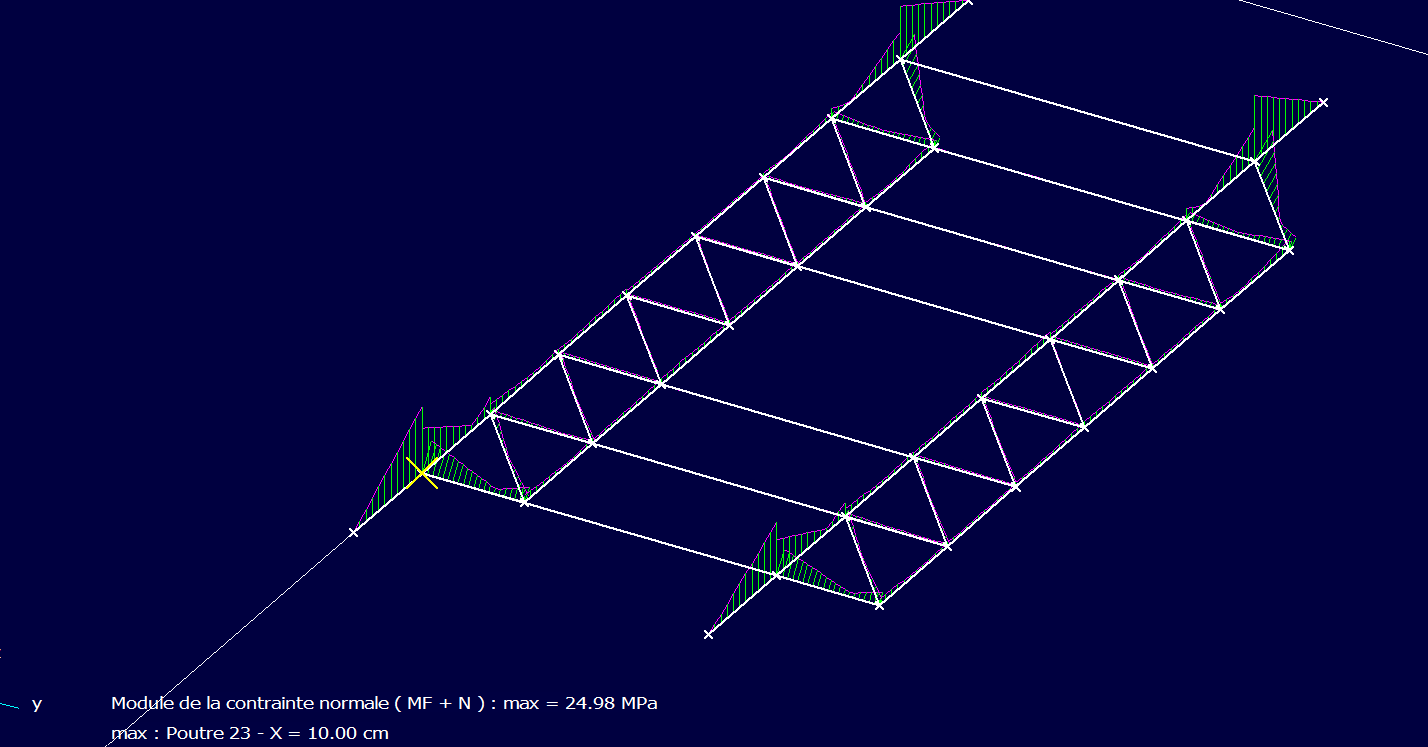 y
Module de la contrainte normale ( MF + N ) : max = 24.98 MPa
max : Poutre 23 - X = 10.00 cm